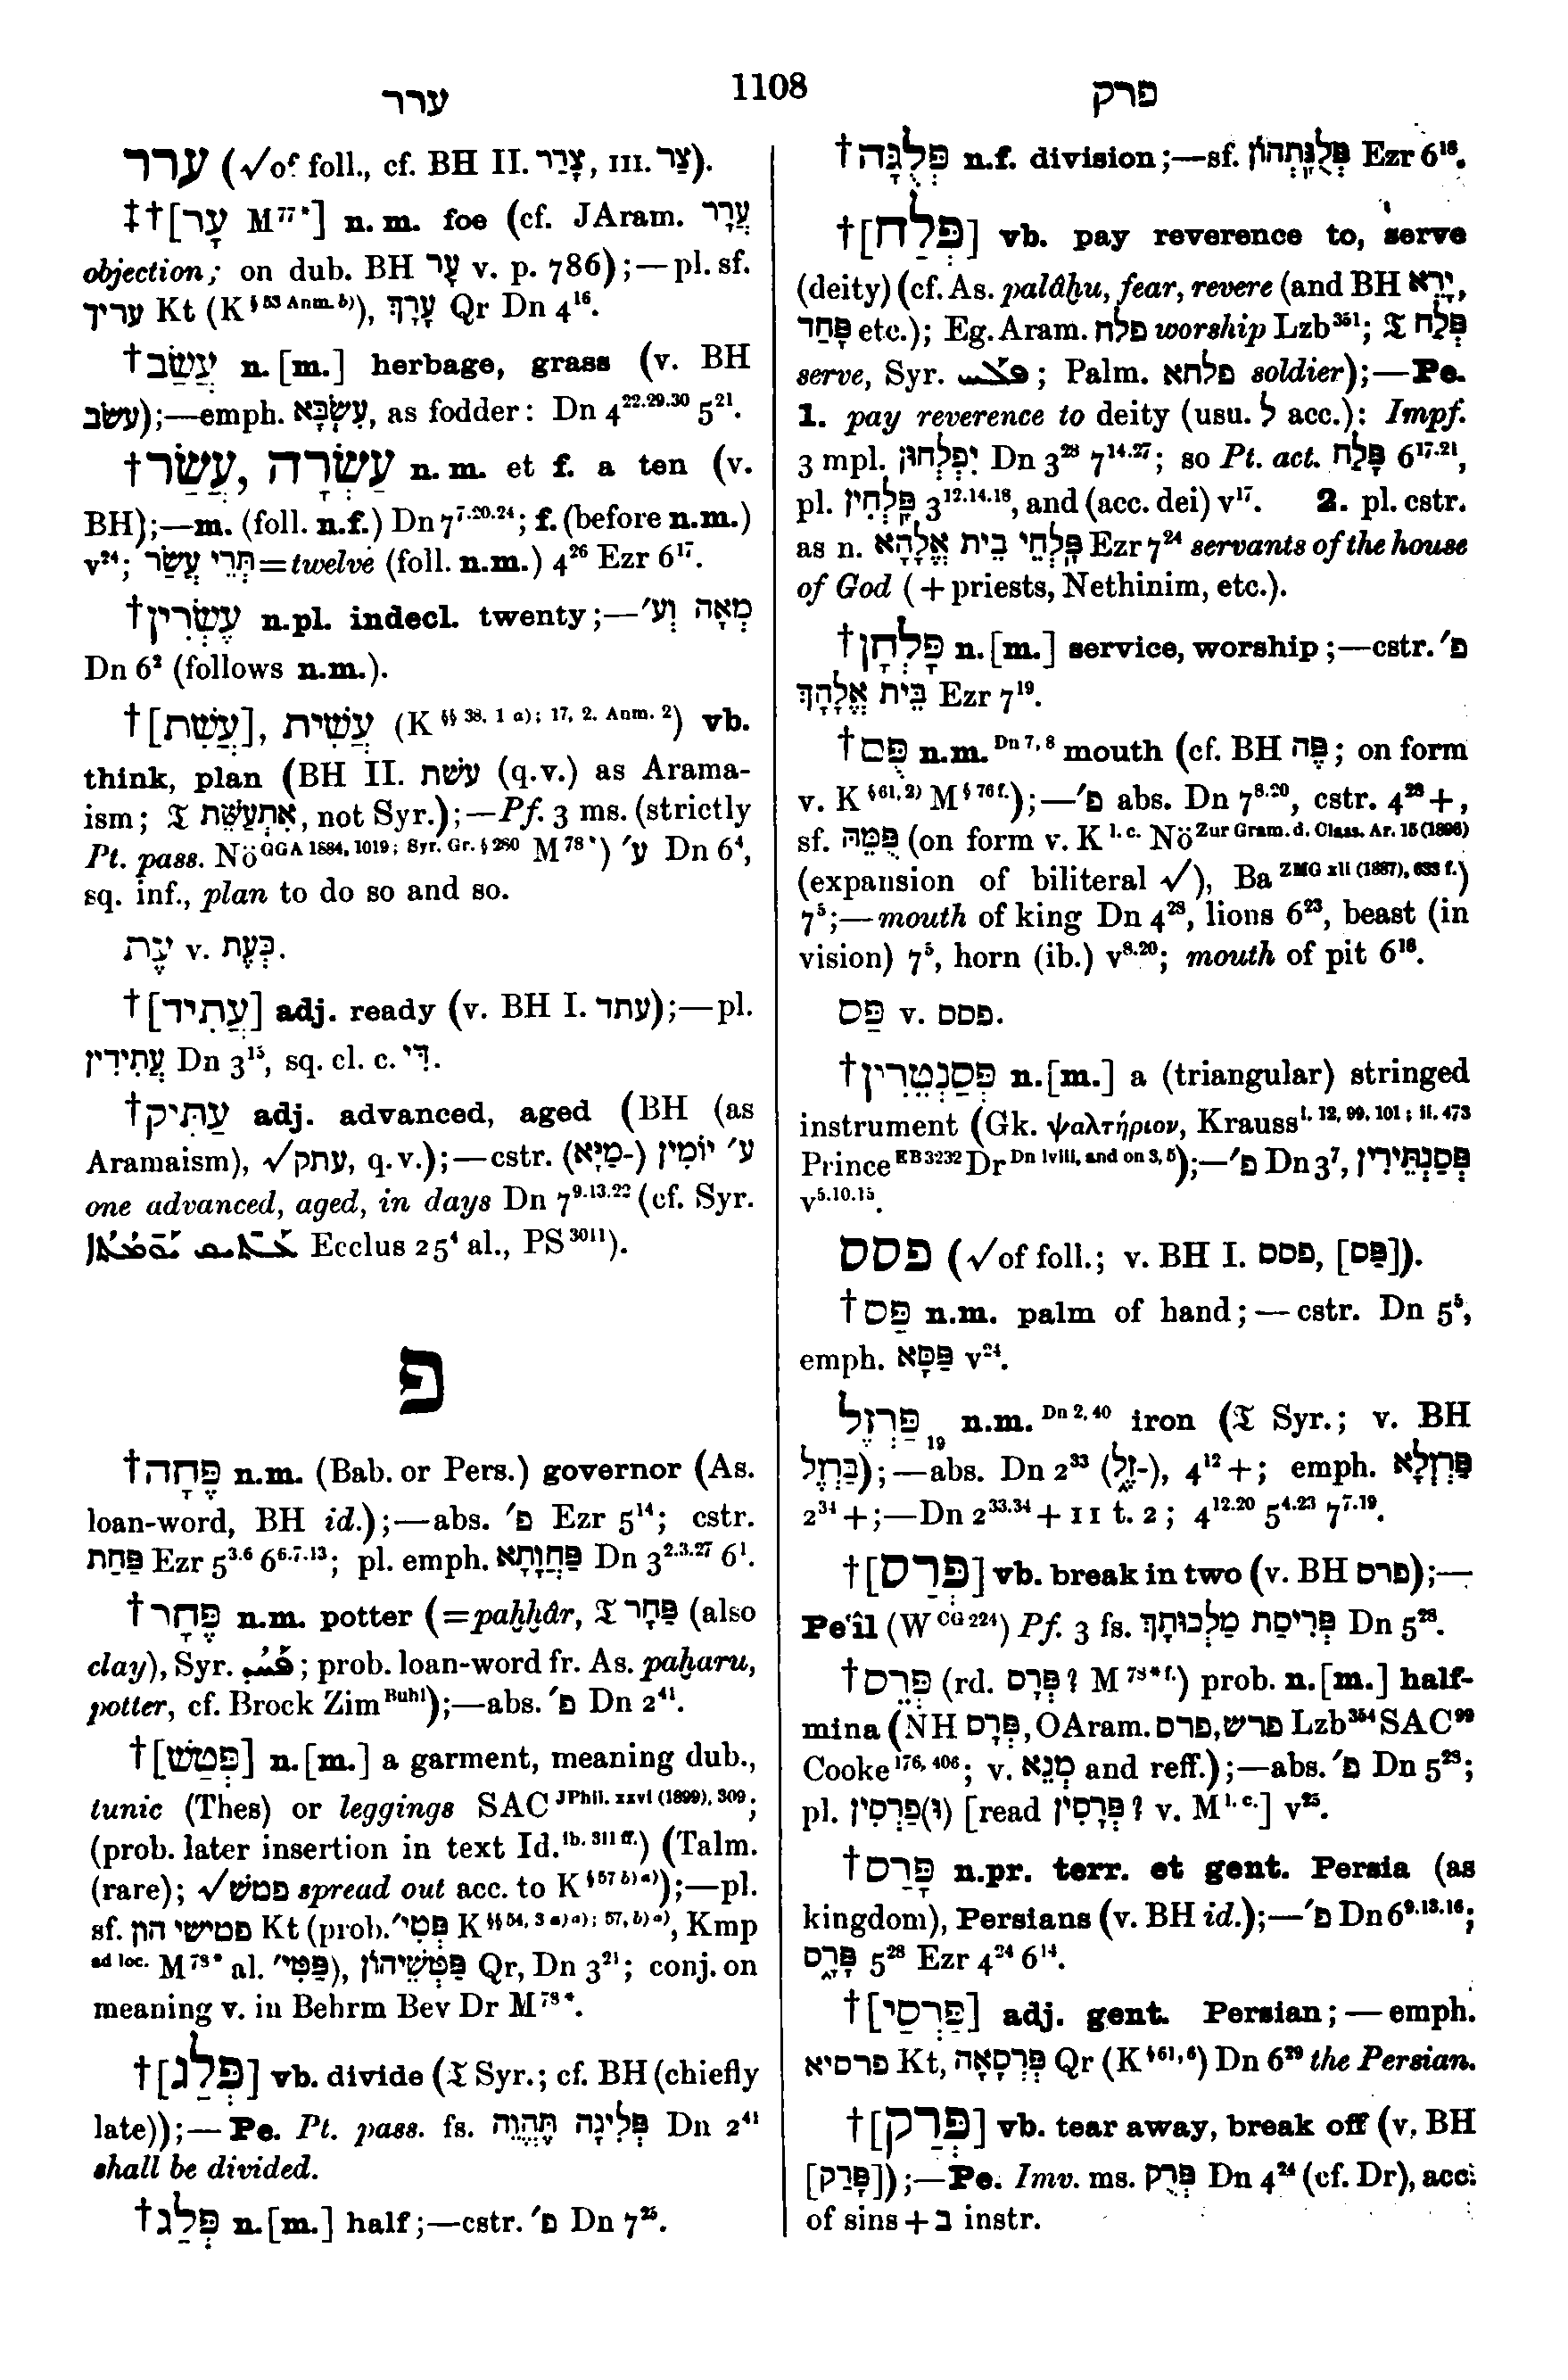 ערר
1108
פרק
ערר (√of foll., cf. BH II. צָרַר, III. צַר).
‡†[עָר M77*] n. m. foe (cf. JAram. עֲרָר
objection; on dub. BH עָר v. p. 786);—pl. sf.
עריך Kt (K§ 53 Anm. b)), עָרָךְ Qr Dn 4¹⁶.
†עֲשַׂב n. [m.] herbage, grass (v. BH
עשׂב);—emph. עִשְׂבָּא, as fodder: Dn 4²²·²⁹·³⁰ 5²¹.
†עֲשַׂר, עַשְׂרָה n. m. et f. a ten (v.
BH);—m. (foll. n.f.) Dn 7⁷·²⁰·²⁴; f. (before n.m.)
v²⁴; תְּרֵי עֲשַׂר=twelve (foll. n.m.) 4²⁶ Ezr 6¹⁷.
†עֶשְׂרִין n.pl. indecl. twenty;—מְאָה וְע׳
Dn 6² (follows n.m.).
†[עֲשִׁת], עֲשִׁית (K §§ 38. 1 a); 17, 2. Anm. 2) vb.
think, plan (BH II. עשׁת (q.v.) as Arama-
ism; 𝔗 אִתְעַשֵּׁת, not Syr.);—Pf. 3 ms. (strictly
Pt. pass. NöGGA 1884, 1019; Syr. Gr. § 280 M78*) ע׳ Dn 6⁴,
sq. inf., plan to do so and so.
עֶת v. כְּעֶת.
†[עֲתִיד] adj. ready (v. BH I. עתד);—pl.
עֲתִידִין Dn 3¹⁵, sq. cl. c. דִּי.
†עַתִּיק adj. advanced, aged (BH (as
Aramaism), √עתק, q.v.);—cstr. (־מַיָּא) ע׳ יוֹמִין
one advanced, aged, in days Dn 7⁹·¹³·²² (cf. Syr.
Ecclus 25⁴ al., PS³⁰¹¹).
פ
†פֶּחָה n.m. (Bab. or Pers.) governor (As.
loan-word, BH id.);—abs. פ׳ Ezr 5¹⁴; cstr.
פַּחַת Ezr 5³·⁶ 6⁶·⁷·¹³; pl. emph. פַּחֲוָתָא Dn 3²·³·²⁷ 6¹.
†פֶּחָר n.m. potter (=paḫḫâr, 𝔗 פַּחָר (also
clay), Syr. ; prob. loan-word fr. As. paḫaru,
potter, cf. Brock ZimBuhl);—abs. פ׳ Dn 2⁴¹.
†[פְּטַשׁ] n. [m.] a garment, meaning dub.,
tunic (Thes) or leggings SAC JPhil. xxvi (1899), 309;
(prob. later insertion in text Id.ib. 311 ff.) (Talm.
(rare); √פטשׁ spread out acc. to K§57 b)α));—pl.
sf. פטישי הון Kt (prob. פְּטִי׳ K§§ 54, 3 a)α); 57, b)α), Kmp
ad loc. M78* al. פַּטִּי׳), פַּטְּשֵׁיהוֹן Qr, Dn 3²¹; conj. on
meaning v. in Behrm Bev Dr M78*.
†[פְּלַג] vb. divide (𝔗 Syr.; cf. BH (chiefly
late));—Pe. Pt. pass. fs. פְּלִיגָה תֶּהֱוֵה Dn 2⁴¹
shall be divided.
†פְּלַג n. [m.] half;—cstr. פ׳ Dn 7²⁵.
†פְּלֻגָּה n.f. division;—sf. פְּלֻגָּתְהוֹן Ezr 6¹⁸.
†[פְּלַח] vb. pay reverence to, serve
(deity) (cf. As. palâḫu, fear, revere (and BH יָרֵא,
פָּחַד etc.); Eg. Aram. פלח worship Lzb³⁵¹; 𝔗 פְּלַח
serve, Syr. ; Palm. פלחא soldier);—Pe.
1. pay reverence to deity (usu. ל acc.): Impf.
3 mpl. יִפְלְחוּן Dn 3²⁸ 7¹⁴·²⁷; so Pt. act. פָּלַח 6¹⁷·²¹,
pl. פָּלְחִין 3¹²·¹⁴·¹⁸, and (acc. dei) v¹⁷. 2. pl. cstr.
as n. פָּלְחֵי בֵית אֱלָהָא Ezr 7²⁴ servants of the house
of God (+priests, Nethinim, etc.).
†פָּלְחָן n. [m.] service, worship;—cstr. פ׳
בֵּית אֱלָהָךְ Ezr 7¹⁹.
†פֻּם n.m. Dn 7, 8 mouth (cf. BH פֶּה; on form
v. K§61, 2) M§ 76 f.);—פ׳ abs. Dn 7⁸·²⁰, cstr. 4²⁸+,
sf. פֻּמֵּהּ (on form v. K l. c. NöZur Gram. d. Class. Ar. 15 (1896)
(expansion of biliteral √), Ba ZMG xli (1887), 633 f.)
7⁵;—mouth of king Dn 4²⁸, lions 6²³, beast (in
vision) 7⁵, horn (ib.) v⁸·²⁰; mouth of pit 6¹⁸.
פַּס v. פסס.
†פְּסַנְטֵרִין n. [m.] a (triangular) stringed
instrument (Gk. ψαλτήριον, Krauss i. 12, 99, 101; ii. 473
Prince EB 3232 Dr Dn lviii, and on 3, 5);—פ׳ Dn 3⁷, פְּסַנְתֵּירִין
v⁵·¹⁰·¹⁵.
פסס (√of foll.; v. BH I. פסס, [פַּס]).
†פַּס n.m. palm of hand;—cstr. Dn 5⁵,
emph. פַּסָּא v²⁴.
פַּרְזֶל 19 n.m. Dn 2, 40 iron (𝔗 Syr.; v. BH
בַּרְזֶל);—abs. Dn 2³³ (־זֶ֑ל), 4¹²+; emph. פַּרְזְלָא
2³⁴+;—Dn 2³³·³⁴+11 t. 2; 4¹²·²⁰ 5⁴·²³ 7⁷·¹⁹.
†[פְּרַס] vb. break in two (v. BH פרס);—
Peʿîl (W CG 224) Pf. 3 fs. פְּרִיסַת מַלְכוּתָךְ Dn 5²⁸.
†פְּרֵס (rd. פְּרָס? M 78* f.) prob. n. [m.] half-
mina (NH פְּרָס, OAram. פרס, פרש Lzb³⁵⁴ SAC⁹⁹
Cooke¹⁷⁶, ⁴⁰⁶; v. מְנֵא and reff.);—abs. פ׳ Dn 5²⁸;
pl. (וּ)פַרְסִין [read פְּרָסִין? v. M l. c.] v²⁵.
†פָּרַס n.pr. terr. et gent. Persia (as
kingdom), Persians (v. BH id.);—פ׳ Dn 6⁹·¹³·¹⁶;
פָּרָ֑ס 5²⁸ Ezr 4²⁴ 6¹⁴.
†[פַּרְסַי] adj. gent. Persian;—emph.
פרסיא Kt, פָּרְסָאָה Qr (K§61, 6) Dn 6²⁹ the Persian.
†[פְּרַק] vb. tear away, break off (v. BH
[פָּרַק]);—Pe. Imv. ms. פְּרֻק Dn 4²⁴ (cf. Dr), acc.
of sins+ב instr.